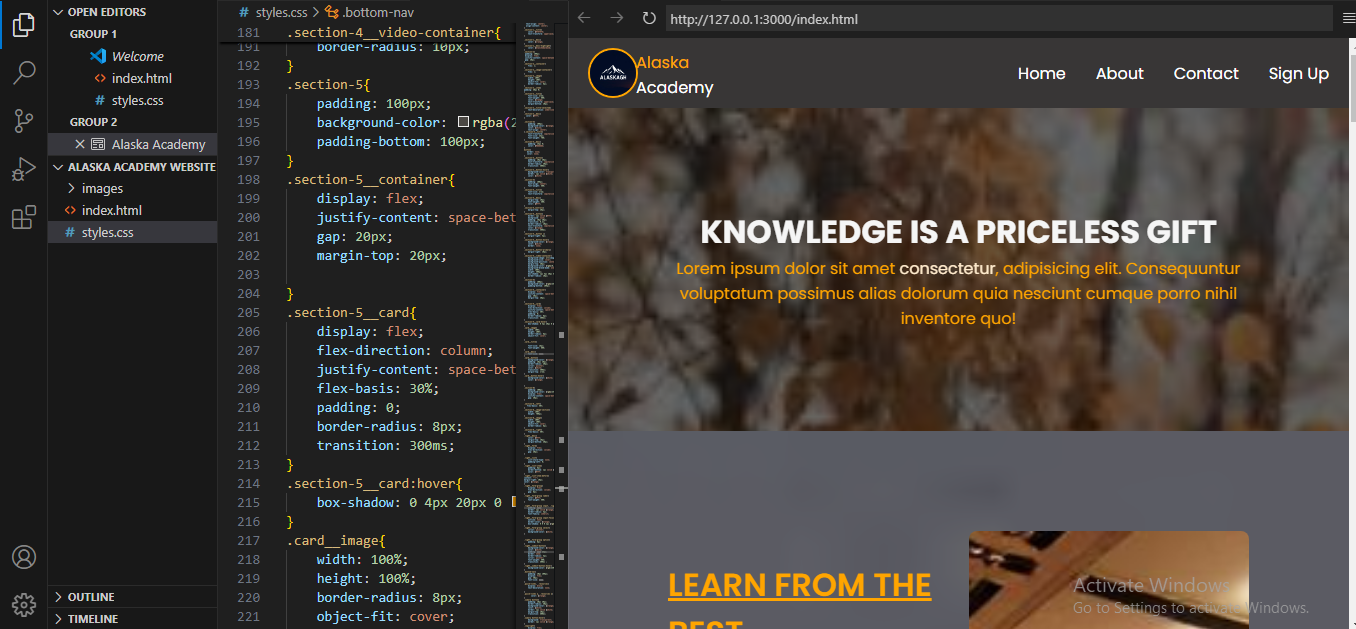 OPEN EDITORS
GROUP 1
Welcome
index.html
styles.css
GROUP 2
Alaska Academy
ALASKA ACADEMY WEBSITE
images
index.html
styles.css
OUTLINE
TIMELINE
styles.css > .bottom-nav
181 .section-4__video-container{
191 border-radius: 10px;
192 }
193 .section-5{
194 padding: 100px;
195 background-color: rgba(2
196 padding-bottom: 100px;
197 }
198 .section-5__container{
199 display: flex;
200 justify-content: space-bet
201 gap: 20px;
202 margin-top: 20px;
203
204 }
205 .section-5__card{
206 display: flex;
207 flex-direction: column;
208 justify-content: space-bet
209 flex-basis: 30%;
210 padding: 0;
211 border-radius: 8px;
212 transition: 300ms;
213 }
214 .section-5__card:hover{
215 box-shadow: 0 4px 20px 0
216 }
217 .card__image{
218 width: 100%;
219 height: 100%;
220 border-radius: 8px;
221 object-fit: cover;
http://127.0.0.1:3000/index.html
ALASKAGH
Alaska
Academy
Home About Contact Sign Up
KNOWLEDGE IS A PRICELESS GIFT
Lorem ipsum dolor sit amet consectetur, adipisicing elit. Consequuntur
voluptatum possimus alias dolorum quia nesciunt cumque porro nihil
inventore quo!
LEARN FROM THE
BEST
Activate Windows
Go to Settings to activate Windows.